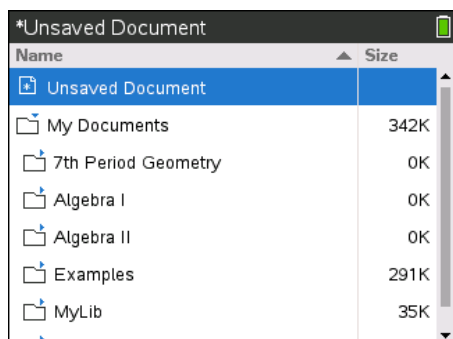 *Unsaved Document
Name Size
Unsaved Document
My Documents 342K
7th Period Geometry 0K
Algebra I 0K
Algebra II 0K
Examples 291K
MyLib 35K